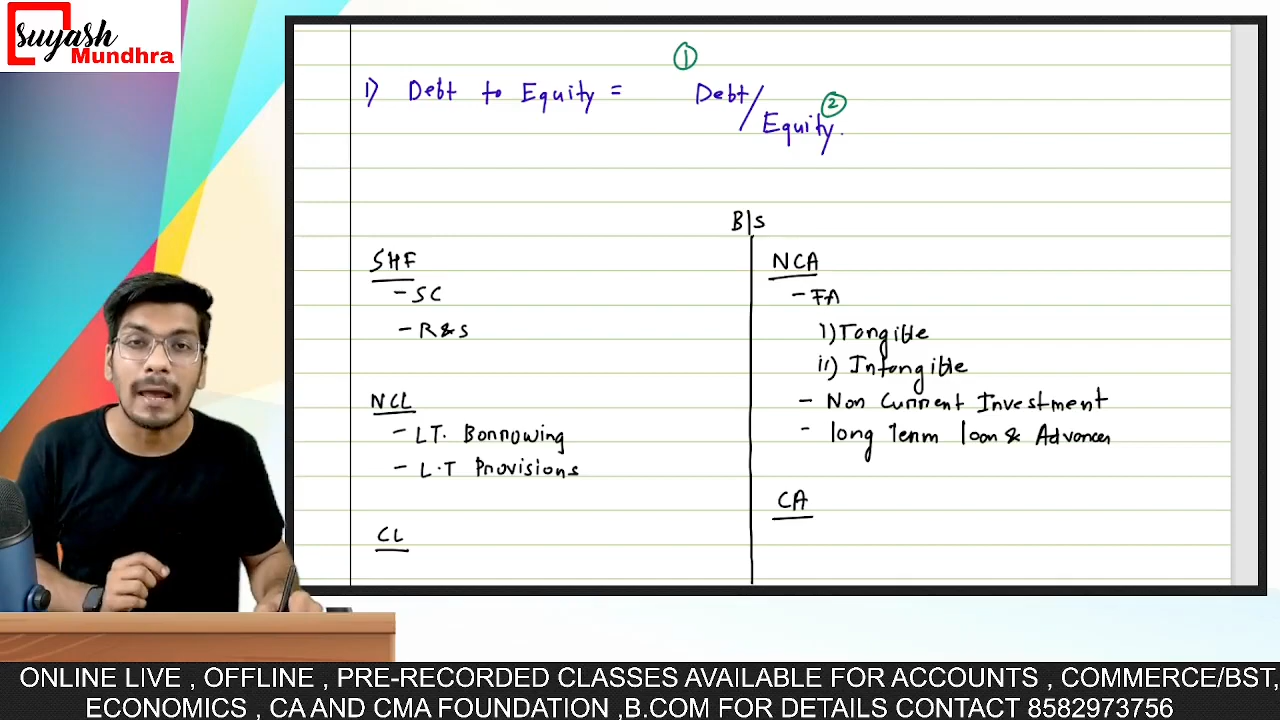 Suyash
Mundhra
①
1) Debt to Equity = Debt/
Equity. ②
B|S
SHF
- SC
- R & S
NCL
- LT. Borrowing
- L.T Provisions
CL
NCA
- FA
i) Tangible
ii) Intangible
- Non Current Investment
- long Term loan & Advances
CA
ONLINE LIVE , OFFLINE , PRE-RECORDED CLASSES AVAILABLE FOR ACCOUNTS , COMMERCE/BST,
ECONOMICS , CA AND CMA FOUNDATION ,B.COM FOR DETAILS CONTACT 8582973756